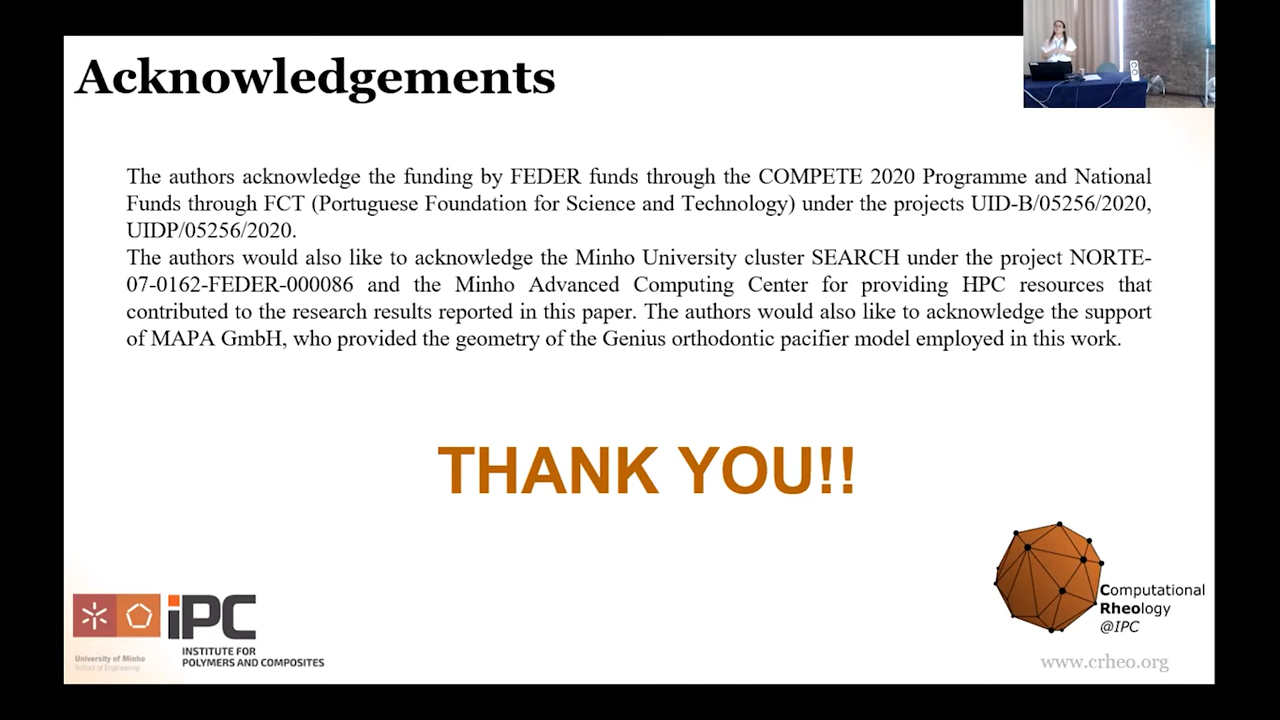 Acknowledgements
The authors acknowledge the funding by FEDER funds through the COMPETE 2020 Programme and National
Funds through FCT (Portuguese Foundation for Science and Technology) under the projects UID-B/05256/2020,
UIDP/05256/2020.
The authors would also like to acknowledge the Minho University cluster SEARCH under the project NORTE-
07-0162-FEDER-000086 and the Minho Advanced Computing Center for providing HPC resources that
contributed to the research results reported in this paper. The authors would also like to acknowledge the support
of MAPA GmbH, who provided the geometry of the Genius orthodontic pacifier model employed in this work.
THANK YOU!!
iPC
University of Minho
School of Engineering
INSTITUTE FOR
POLYMERS AND COMPOSITES
Computational
Rheology
@IPC
www.crheo.org